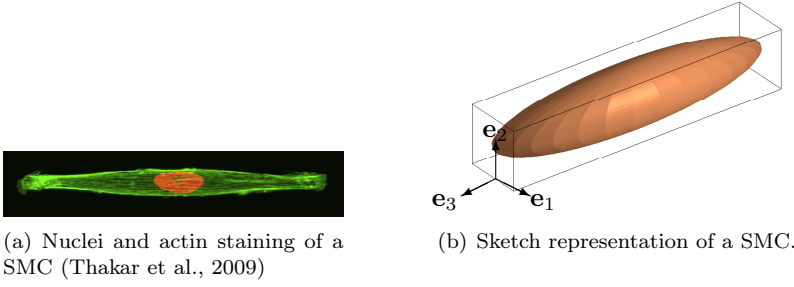 e₂
e₃
e₁
(a) Nuclei and actin staining of a
SMC (Thakar et al., 2009)
(b) Sketch representation of a SMC.